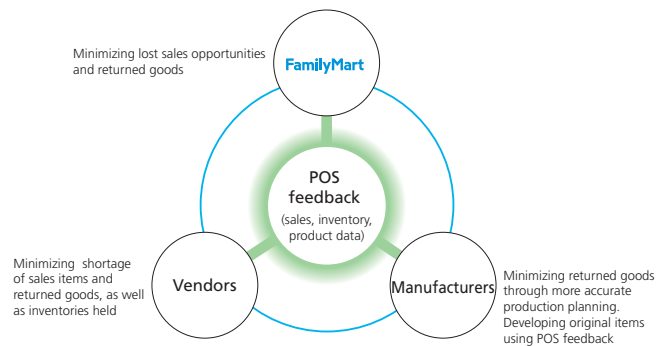 Minimizing lost sales opportunities
and returned goods
FamilyMart
POS
feedback
(sales, inventory,
product data)
Minimizing shortage
of sales items and
returned goods, as well
as inventories held
Vendors
Manufacturers
Minimizing returned goods
through more accurate
production planning.
Developing original items
using POS feedback